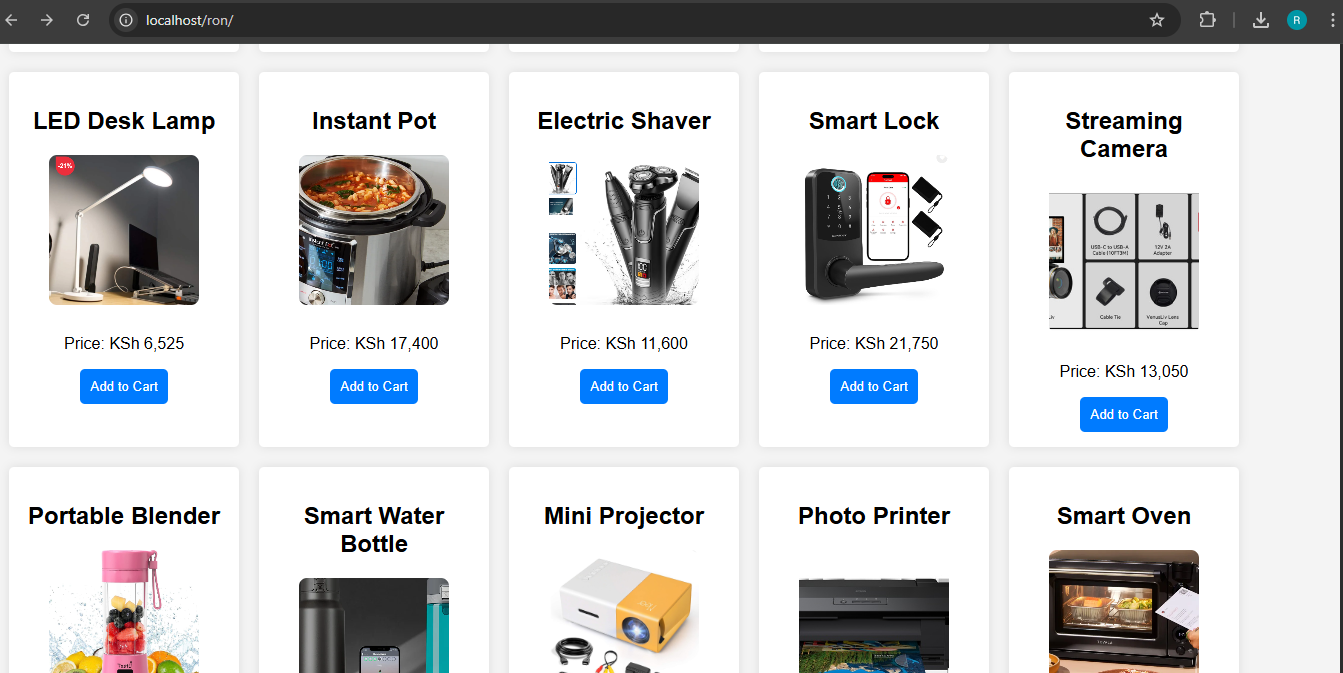 localhost/ron/
R
LED Desk Lamp
Instant Pot
Electric Shaver
Smart Lock
Streaming
Camera
-21%
USB-C to USB-A
Cable (10FT3M)
12V 2A
Adapter
Cable Tie
VenusLiv Lens
Cap
Price: KSh 6,525
Price: KSh 17,400
Price: KSh 11,600
Price: KSh 21,750
Price: KSh 13,050
Add to Cart
Add to Cart
Add to Cart
Add to Cart
Add to Cart
Portable Blender
Smart Water
Bottle
Mini Projector
Photo Printer
Smart Oven